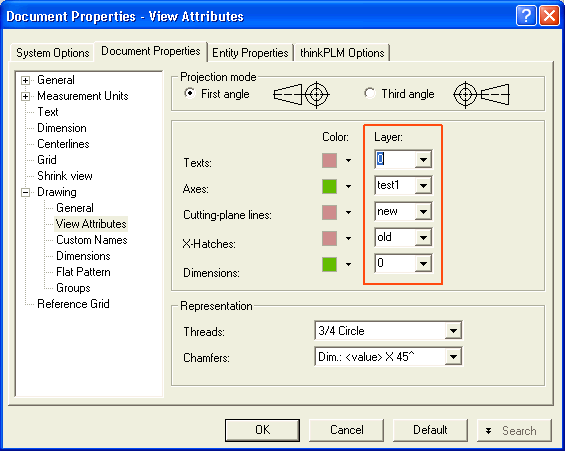 Document Properties - View Attributes
System Options
Document Properties
Entity Properties
thinkPLM Options
General
Measurement Units
Text
Dimension
Centerlines
Grid
Shrink view
Drawing
General
View Attributes
Custom Names
Dimensions
Flat Pattern
Groups
Reference Grid
Projection mode
First angle
Third angle
Color:
Layer:
Texts:
0
Axes:
test1
Cutting-plane lines:
new
X-Hatches:
old
Dimensions:
0
Representation
Threads:
3/4 Circle
Chamfers:
Dim.: <value> X 45^
OK
Cancel
Default
Search